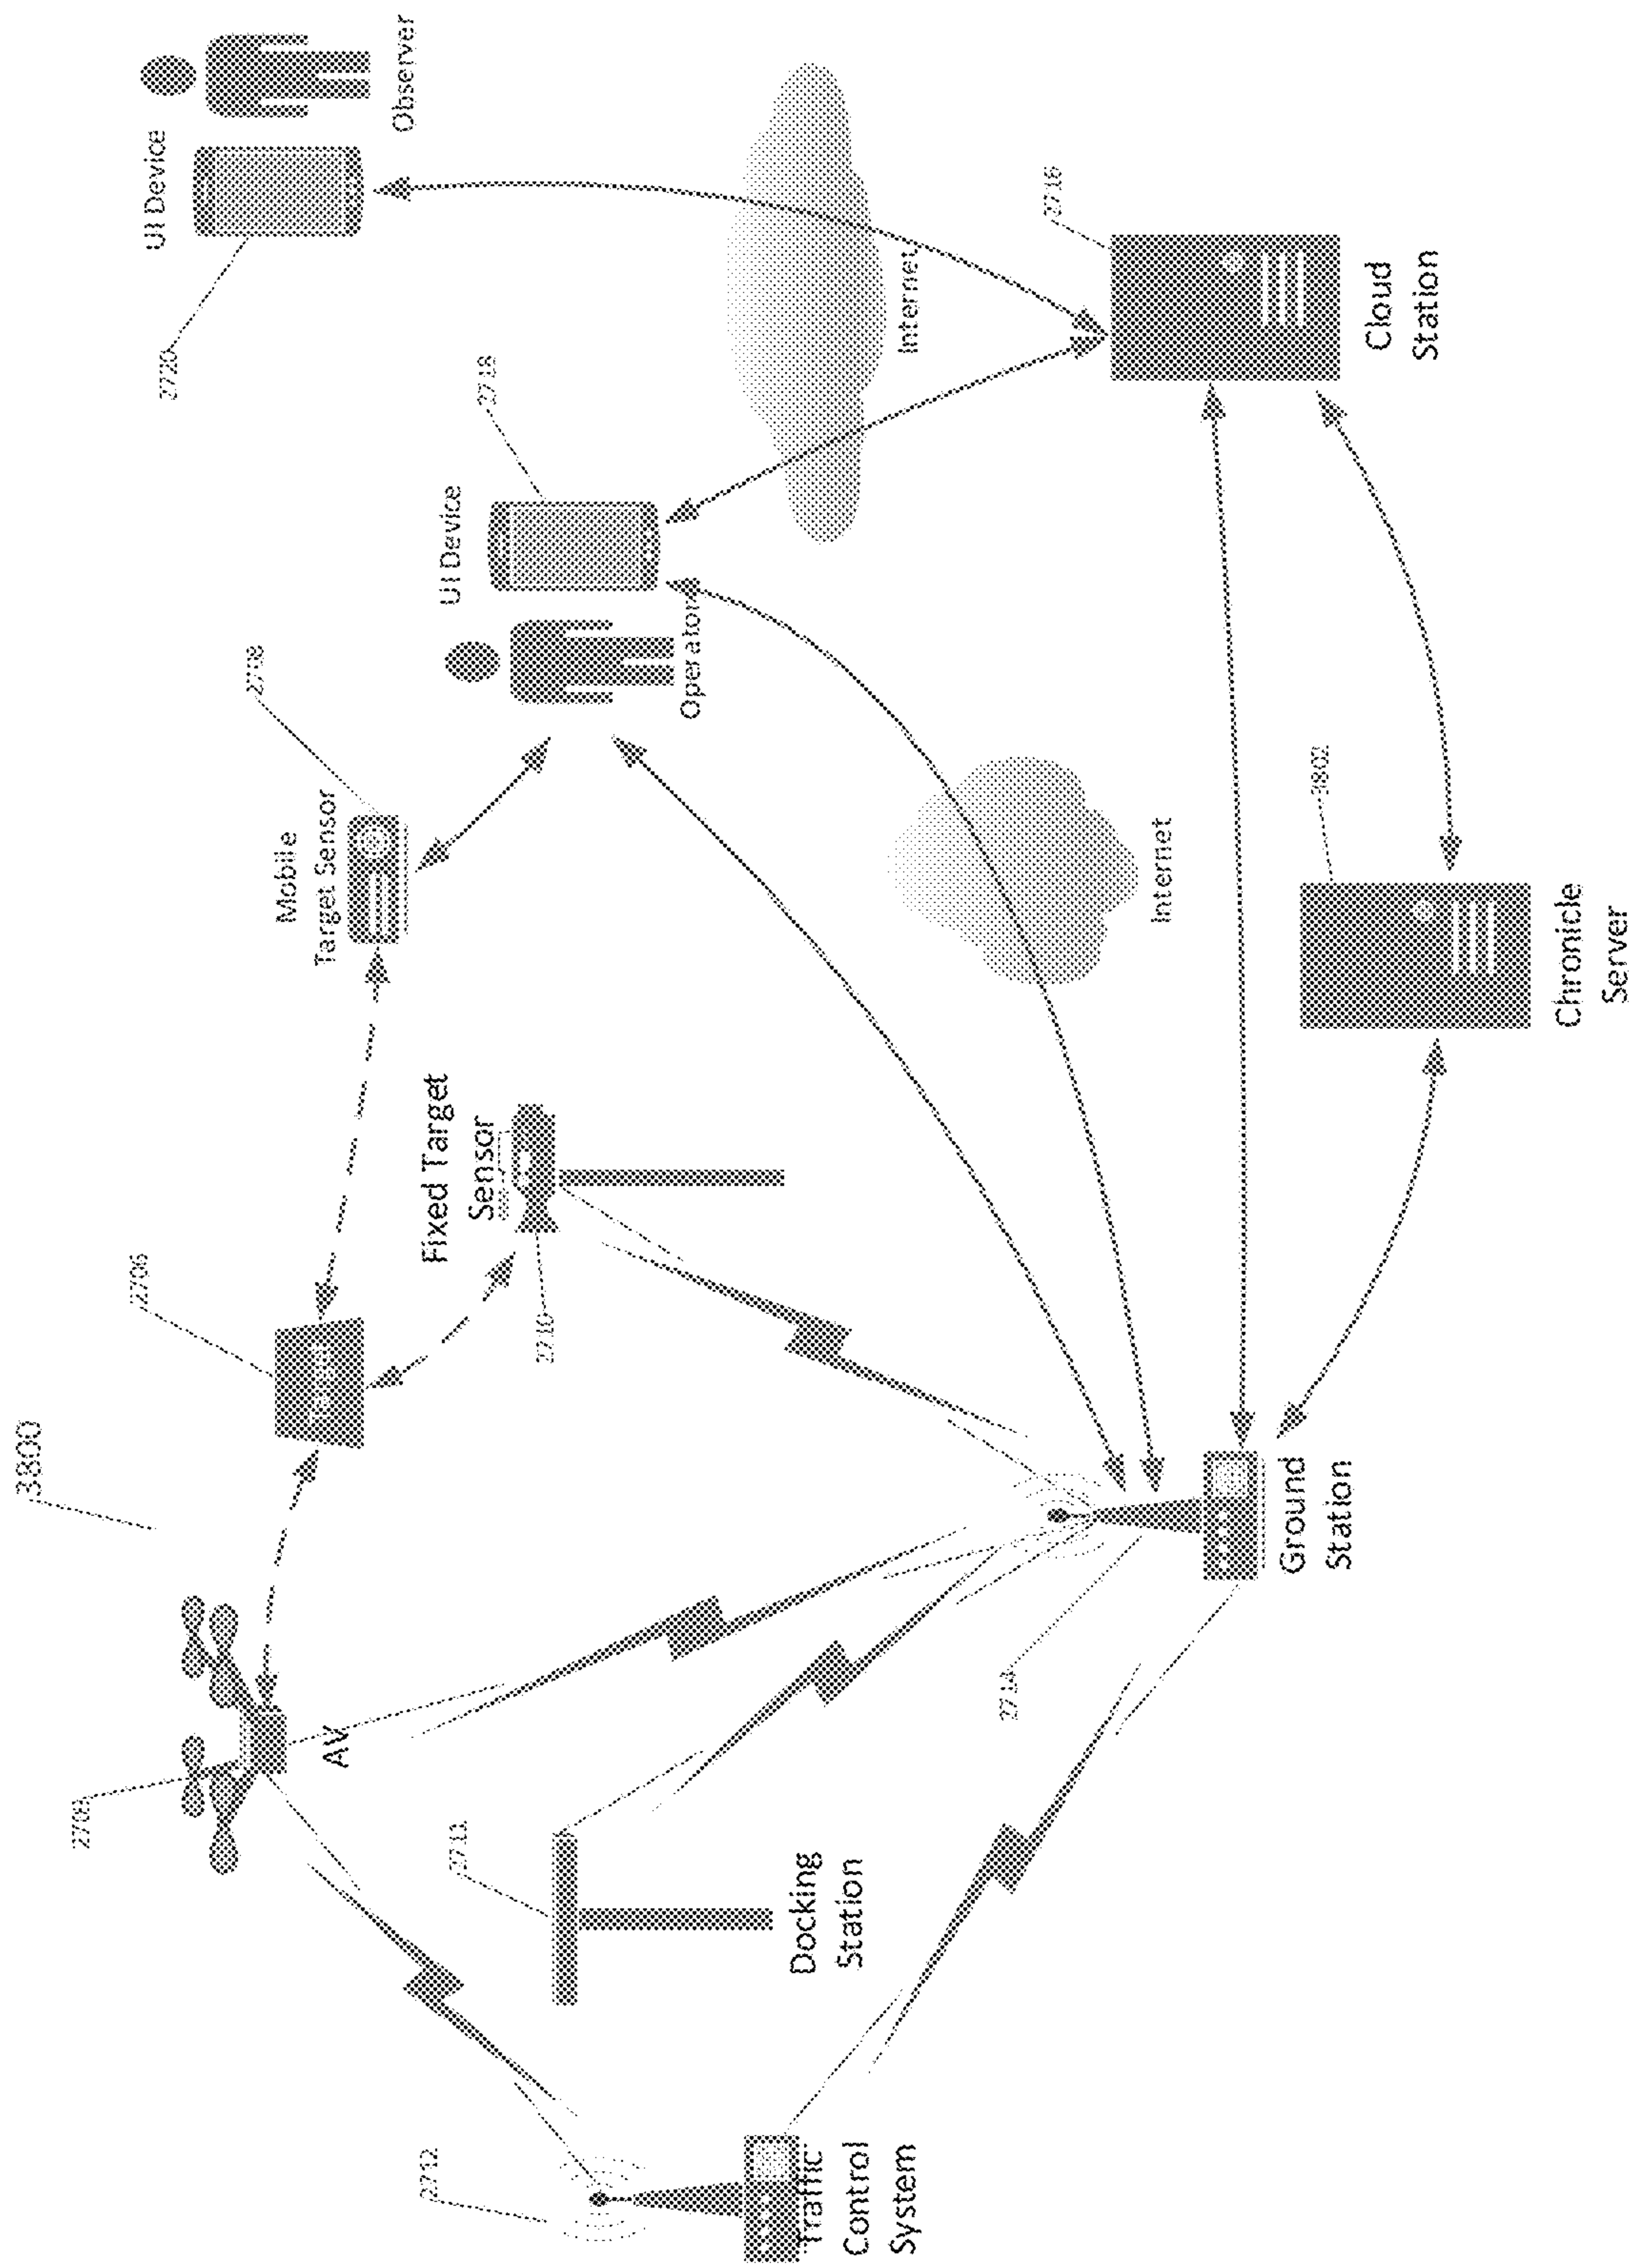 3800
2706
2708
Mobile
Target Sensor
UI Device
2720
UI Device
Observer
AV
Fixed Target
Sensor
2710
2718
Operator
2712
2711
Docking
Station
2714
Internet
Internet
2716
Traffic
Control
System
Ground
Station
3802
Chronicle
Server
Cloud
Station